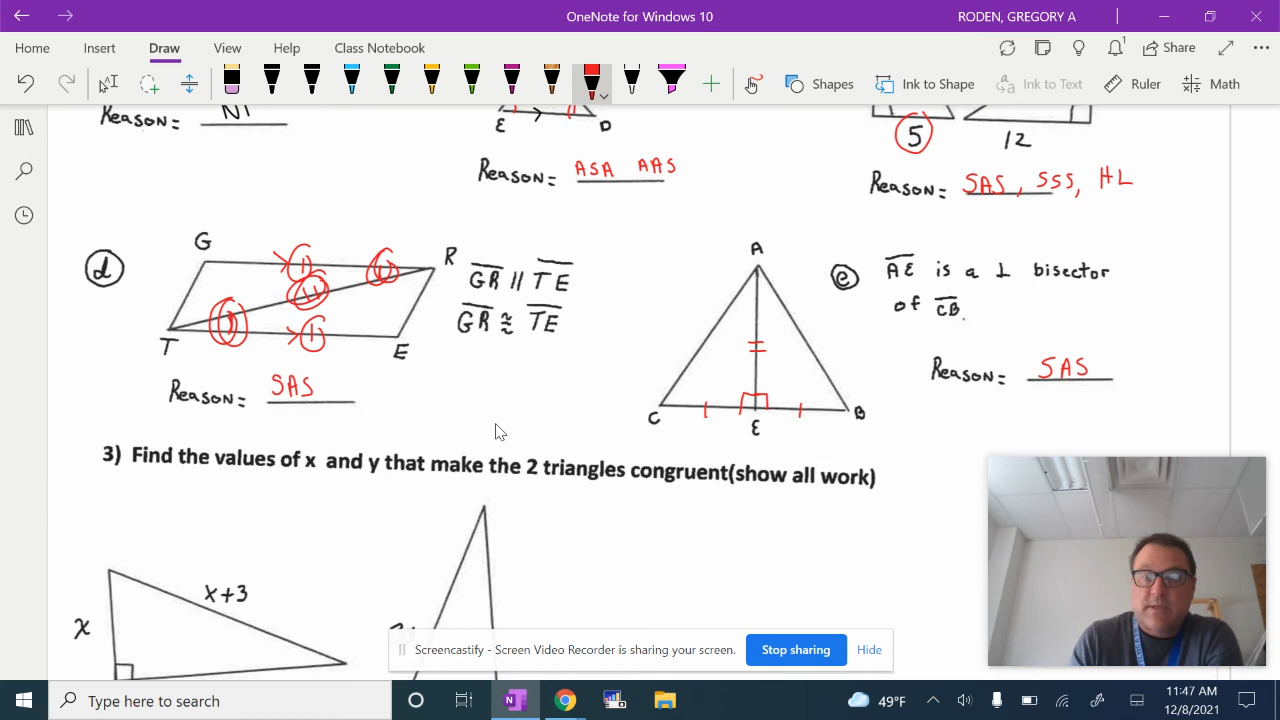 OneNote for Windows 10
RODEN, GREGORY A
Home Insert Draw View Help Class Notebook
1
Share
Shapes
Ink to Shape
Ink to Text
Ruler
Math
Reason= NI
E D
Reason= ASA AAS
5 12
Reason= SAS, SSS, HL
d
G R
T E
GR || TE
GR ≅ TE
Reason= SAS
A
C E B
e AE is a ⊥ bisector
of CB.
Reason= SAS
3) Find the values of x and y that make the 2 triangles congruent(show all work)
x x+3
Screencastify - Screen Video Recorder is sharing your screen.
Stop sharing
Hide
Type here to search
49°F
11:47 AM
12/8/2021